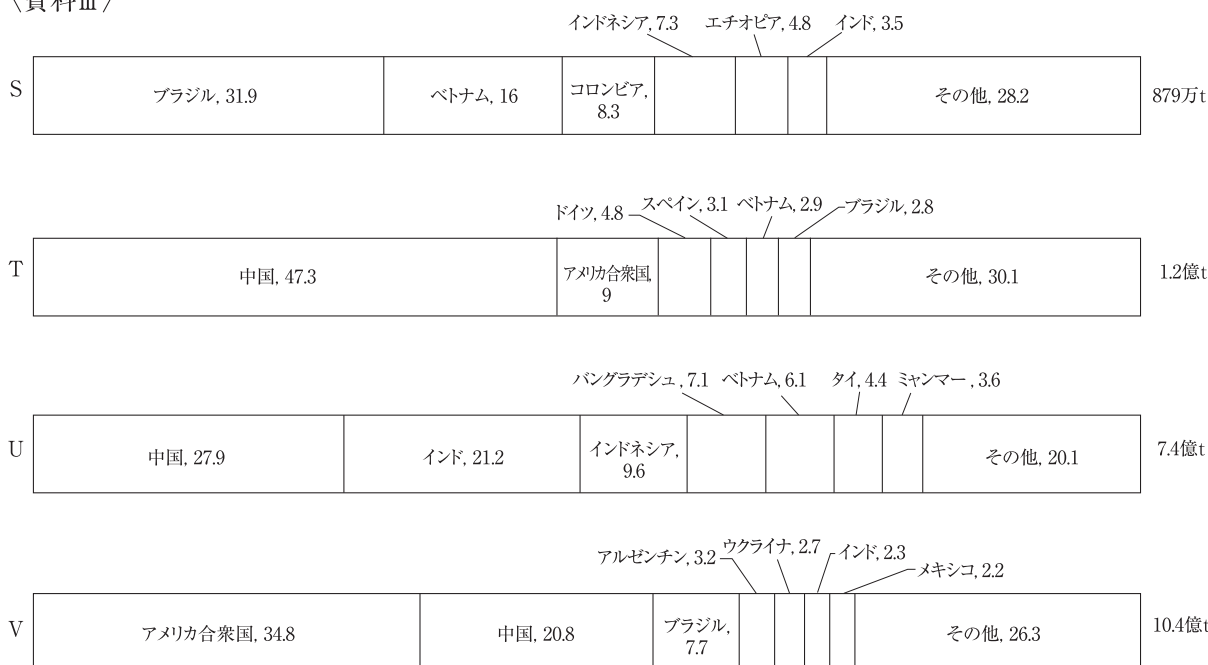 〈資料Ⅲ〉
インドネシア, 7.3 エチオピア, 4.8 インド, 3.5
S ブラジル, 31.9 ベトナム, 16 コロンビア, 8.3 その他, 28.2 879万t
ドイツ, 4.8 スペイン, 3.1 ベトナム, 2.9 ブラジル, 2.8
T 中国, 47.3 アメリカ合衆国, 9 その他, 30.1 1.2億t
バングラデシュ, 7.1 ベトナム, 6.1 タイ, 4.4 ミャンマー, 3.6
U 中国, 27.9 インド, 21.2 インドネシア, 9.6 その他, 20.1 7.4億t
アルゼンチン, 3.2 ウクライナ, 2.7 インド, 2.3
メキシコ, 2.2
V アメリカ合衆国, 34.8 中国, 20.8 ブラジル, 7.7 その他, 26.3 10.4億t